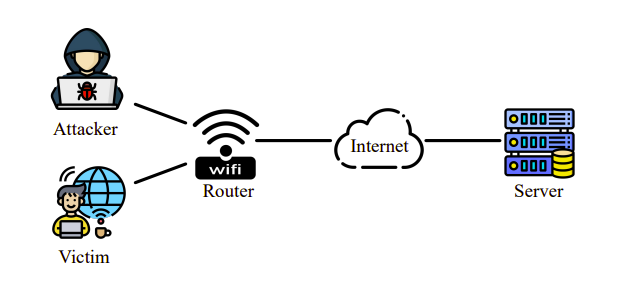 Attacker
Internet
wifi
Router
Server
Victim